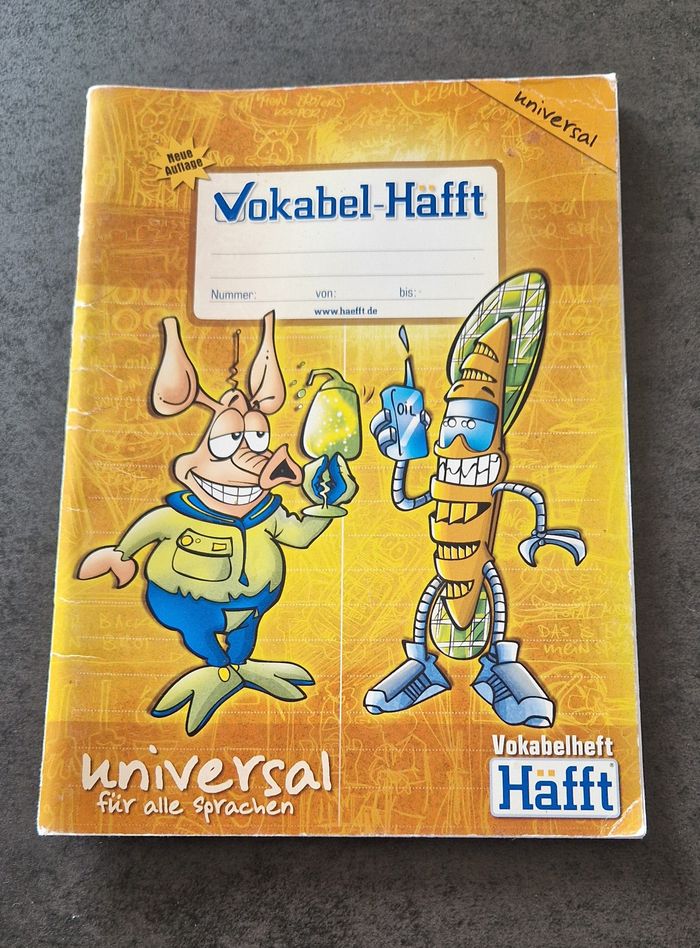 universal
Neue
Auflage
Vokabel-Häfft
Nummer: von: bis:
www.haefft.de
OIL
universal
für alle sprachen
Vokabelheft
Häfft